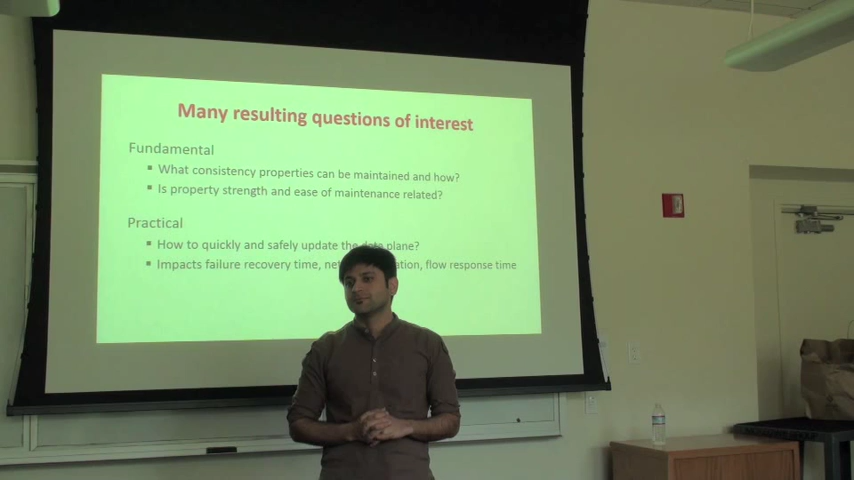 Many resulting questions of interest
Fundamental
▪ What consistency properties can be maintained and how?
▪ Is property strength and ease of maintenance related?
Practical
▪ How to quickly and safely update the data plane?
▪ Impacts failure recovery time, ation, flow response time